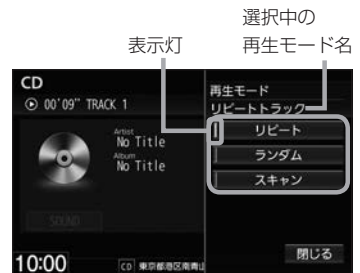 選択中の
表示灯
再生モード名
CD
00'09" TRACK 1
Artist
No Title
Album
No Title
SOUND
10:00
CD 東京都港区南青山
再生モード
リピートトラック
リピート
ランダム
スキャン
閉じる